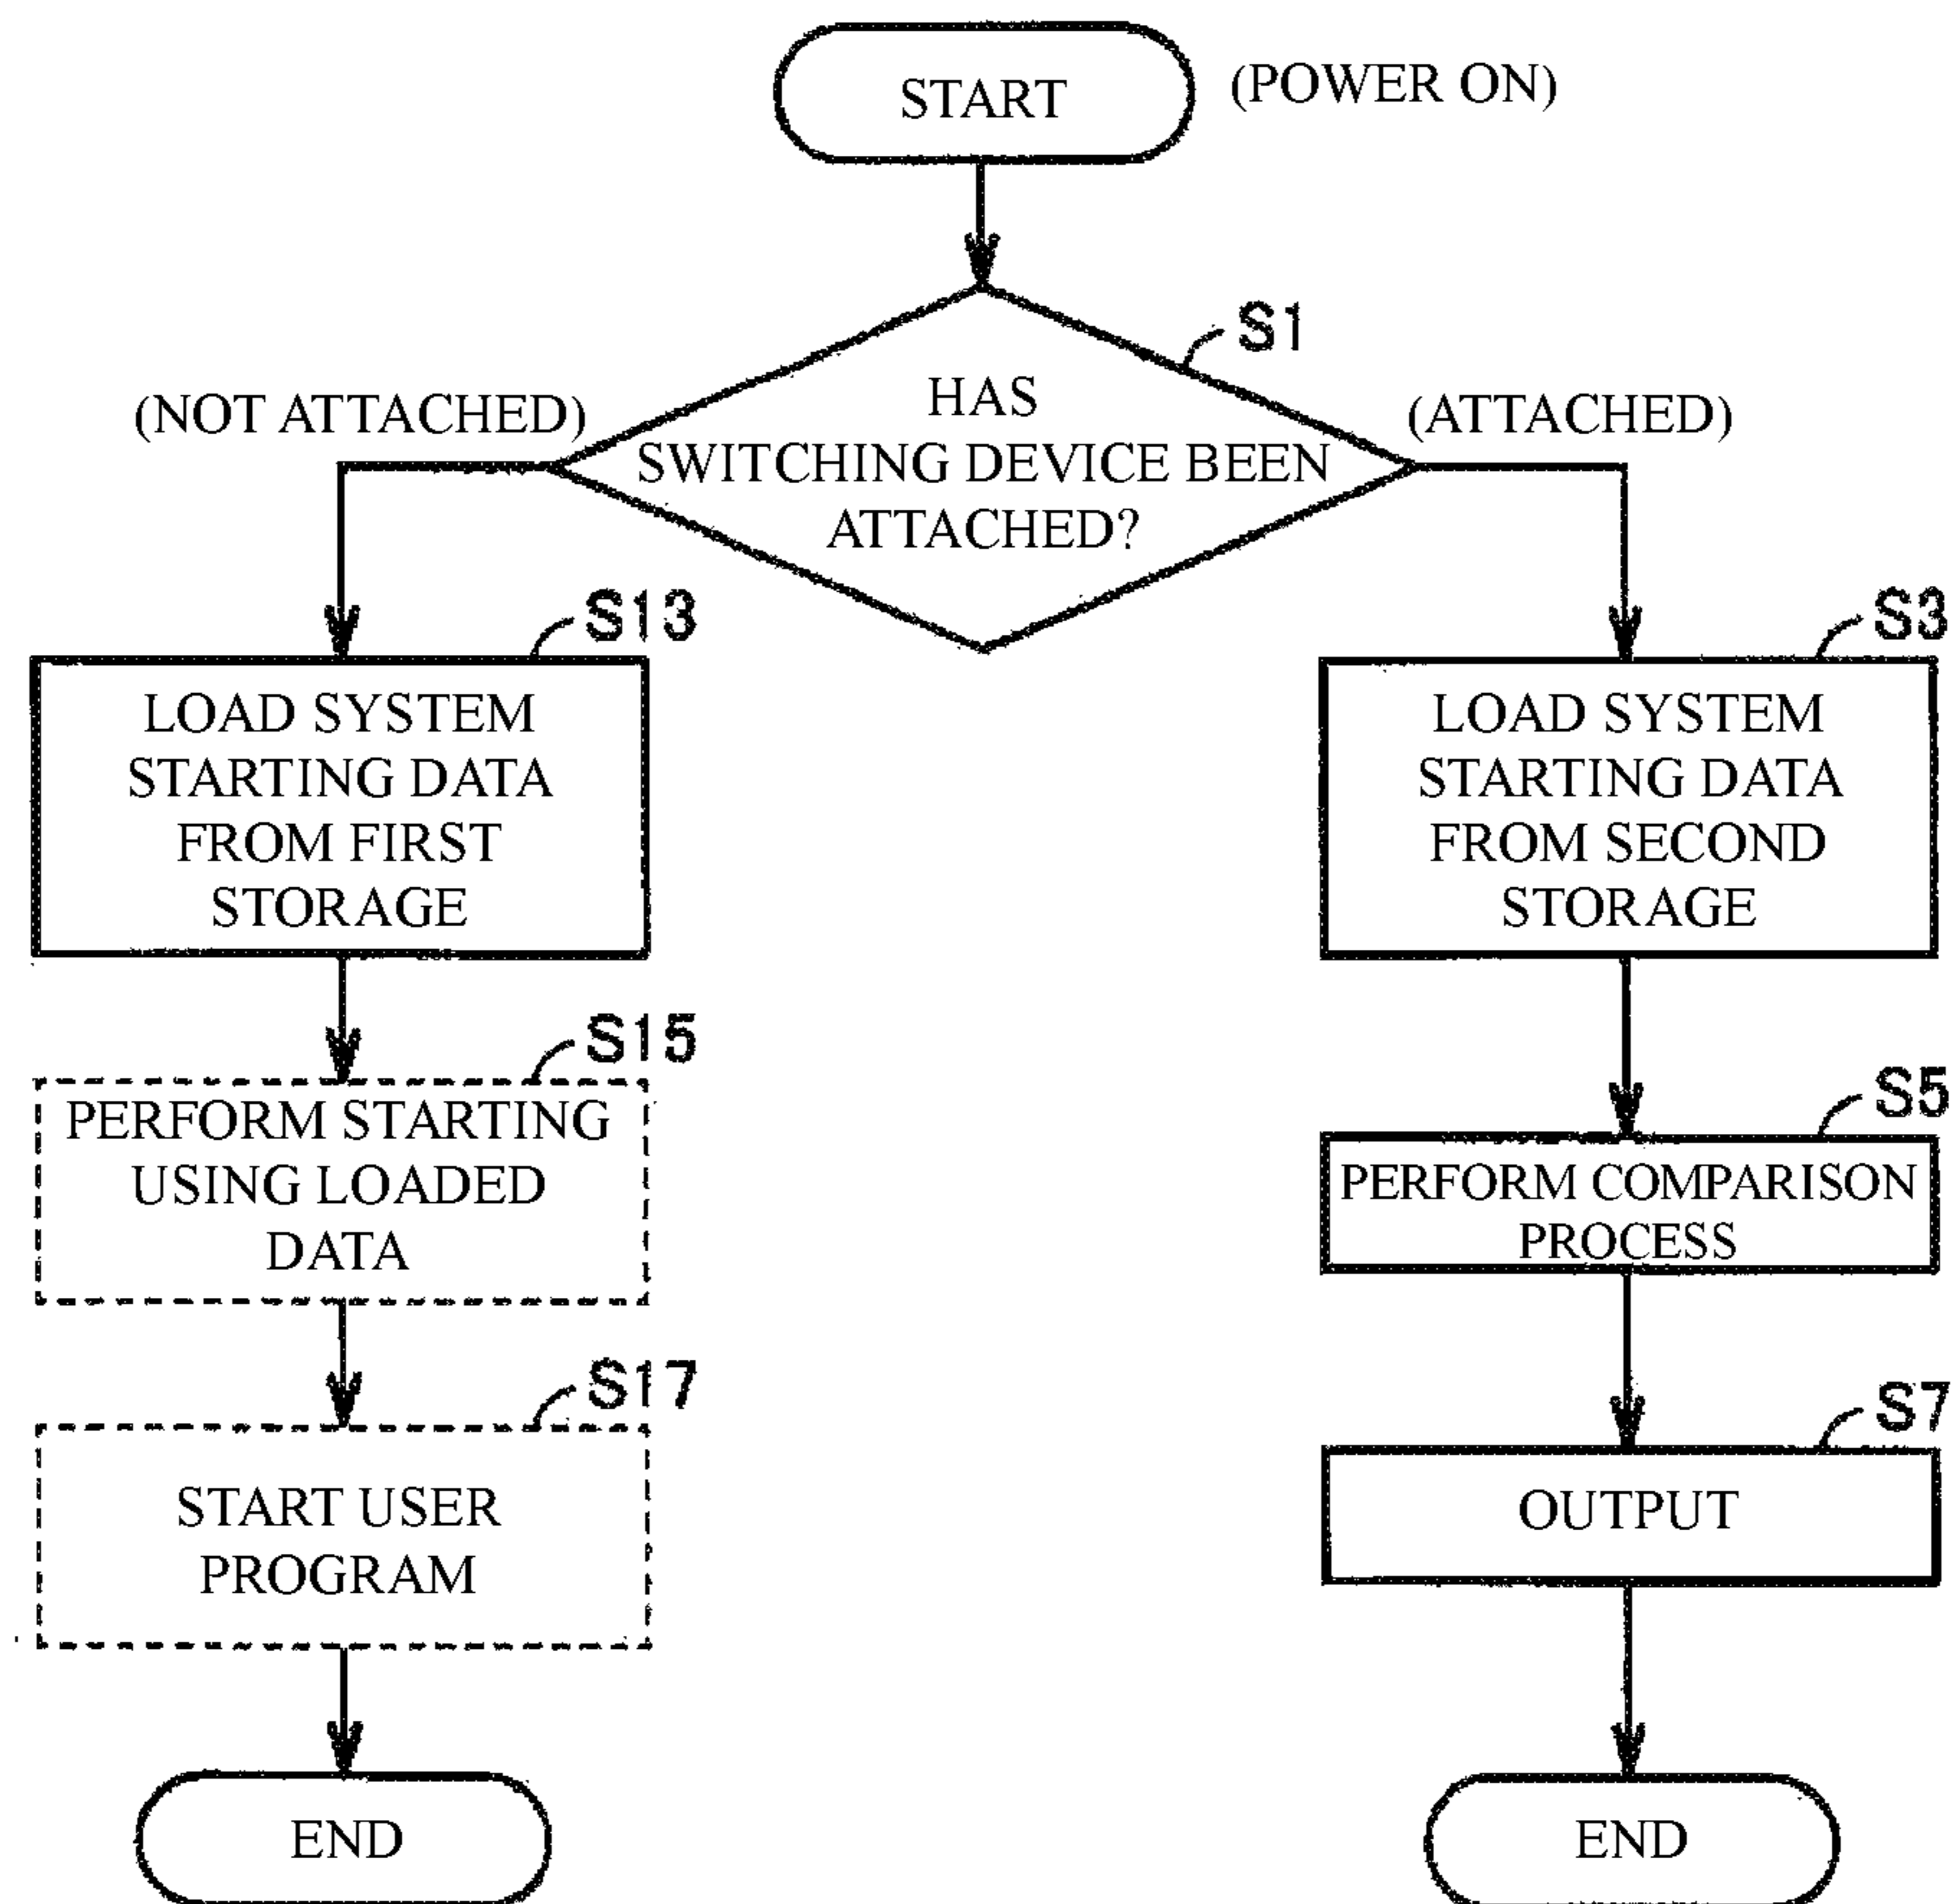 START
(POWER ON)
S1
HAS
SWITCHING DEVICE BEEN
ATTACHED?
(NOT ATTACHED)
(ATTACHED)
S13
LOAD SYSTEM
STARTING DATA
FROM FIRST
STORAGE
S15
PERFORM STARTING
USING LOADED
DATA
S17
START USER
PROGRAM
END
S3
LOAD SYSTEM
STARTING DATA
FROM SECOND
STORAGE
S5
PERFORM COMPARISON
PROCESS
S7
OUTPUT
END